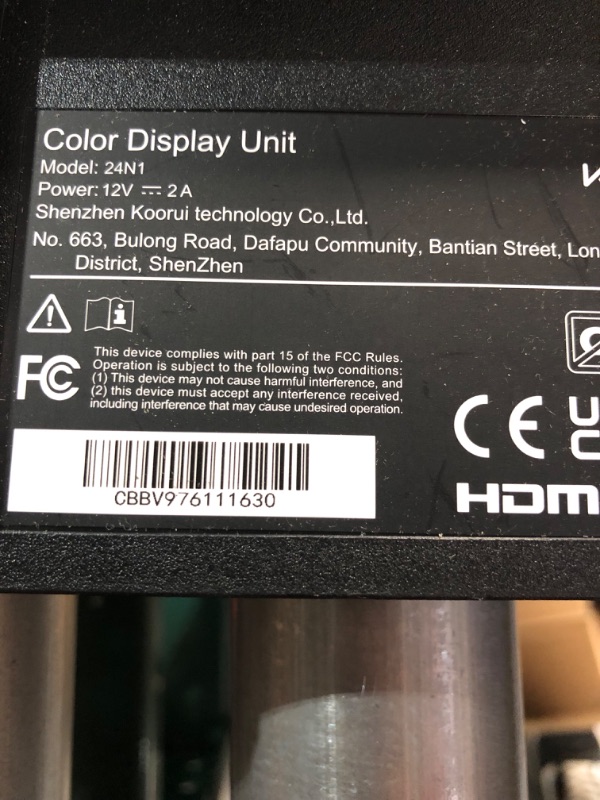 Color Display Unit
Model: 24N1
Power: 12V ⎓ 2A
Shenzhen Koorui technology Co.,Ltd.
No. 663, Bulong Road, Dafapu Community, Bantian Street, Lon
District, ShenZhen
FC
This device complies with part 15 of the FCC Rules.
Operation is subject to the following two conditions:
(1) This device may not cause harmful interference, and
(2) this device must accept any interference received,
including interference that may cause undesired operation.
CE
HDM
CBBV976111630